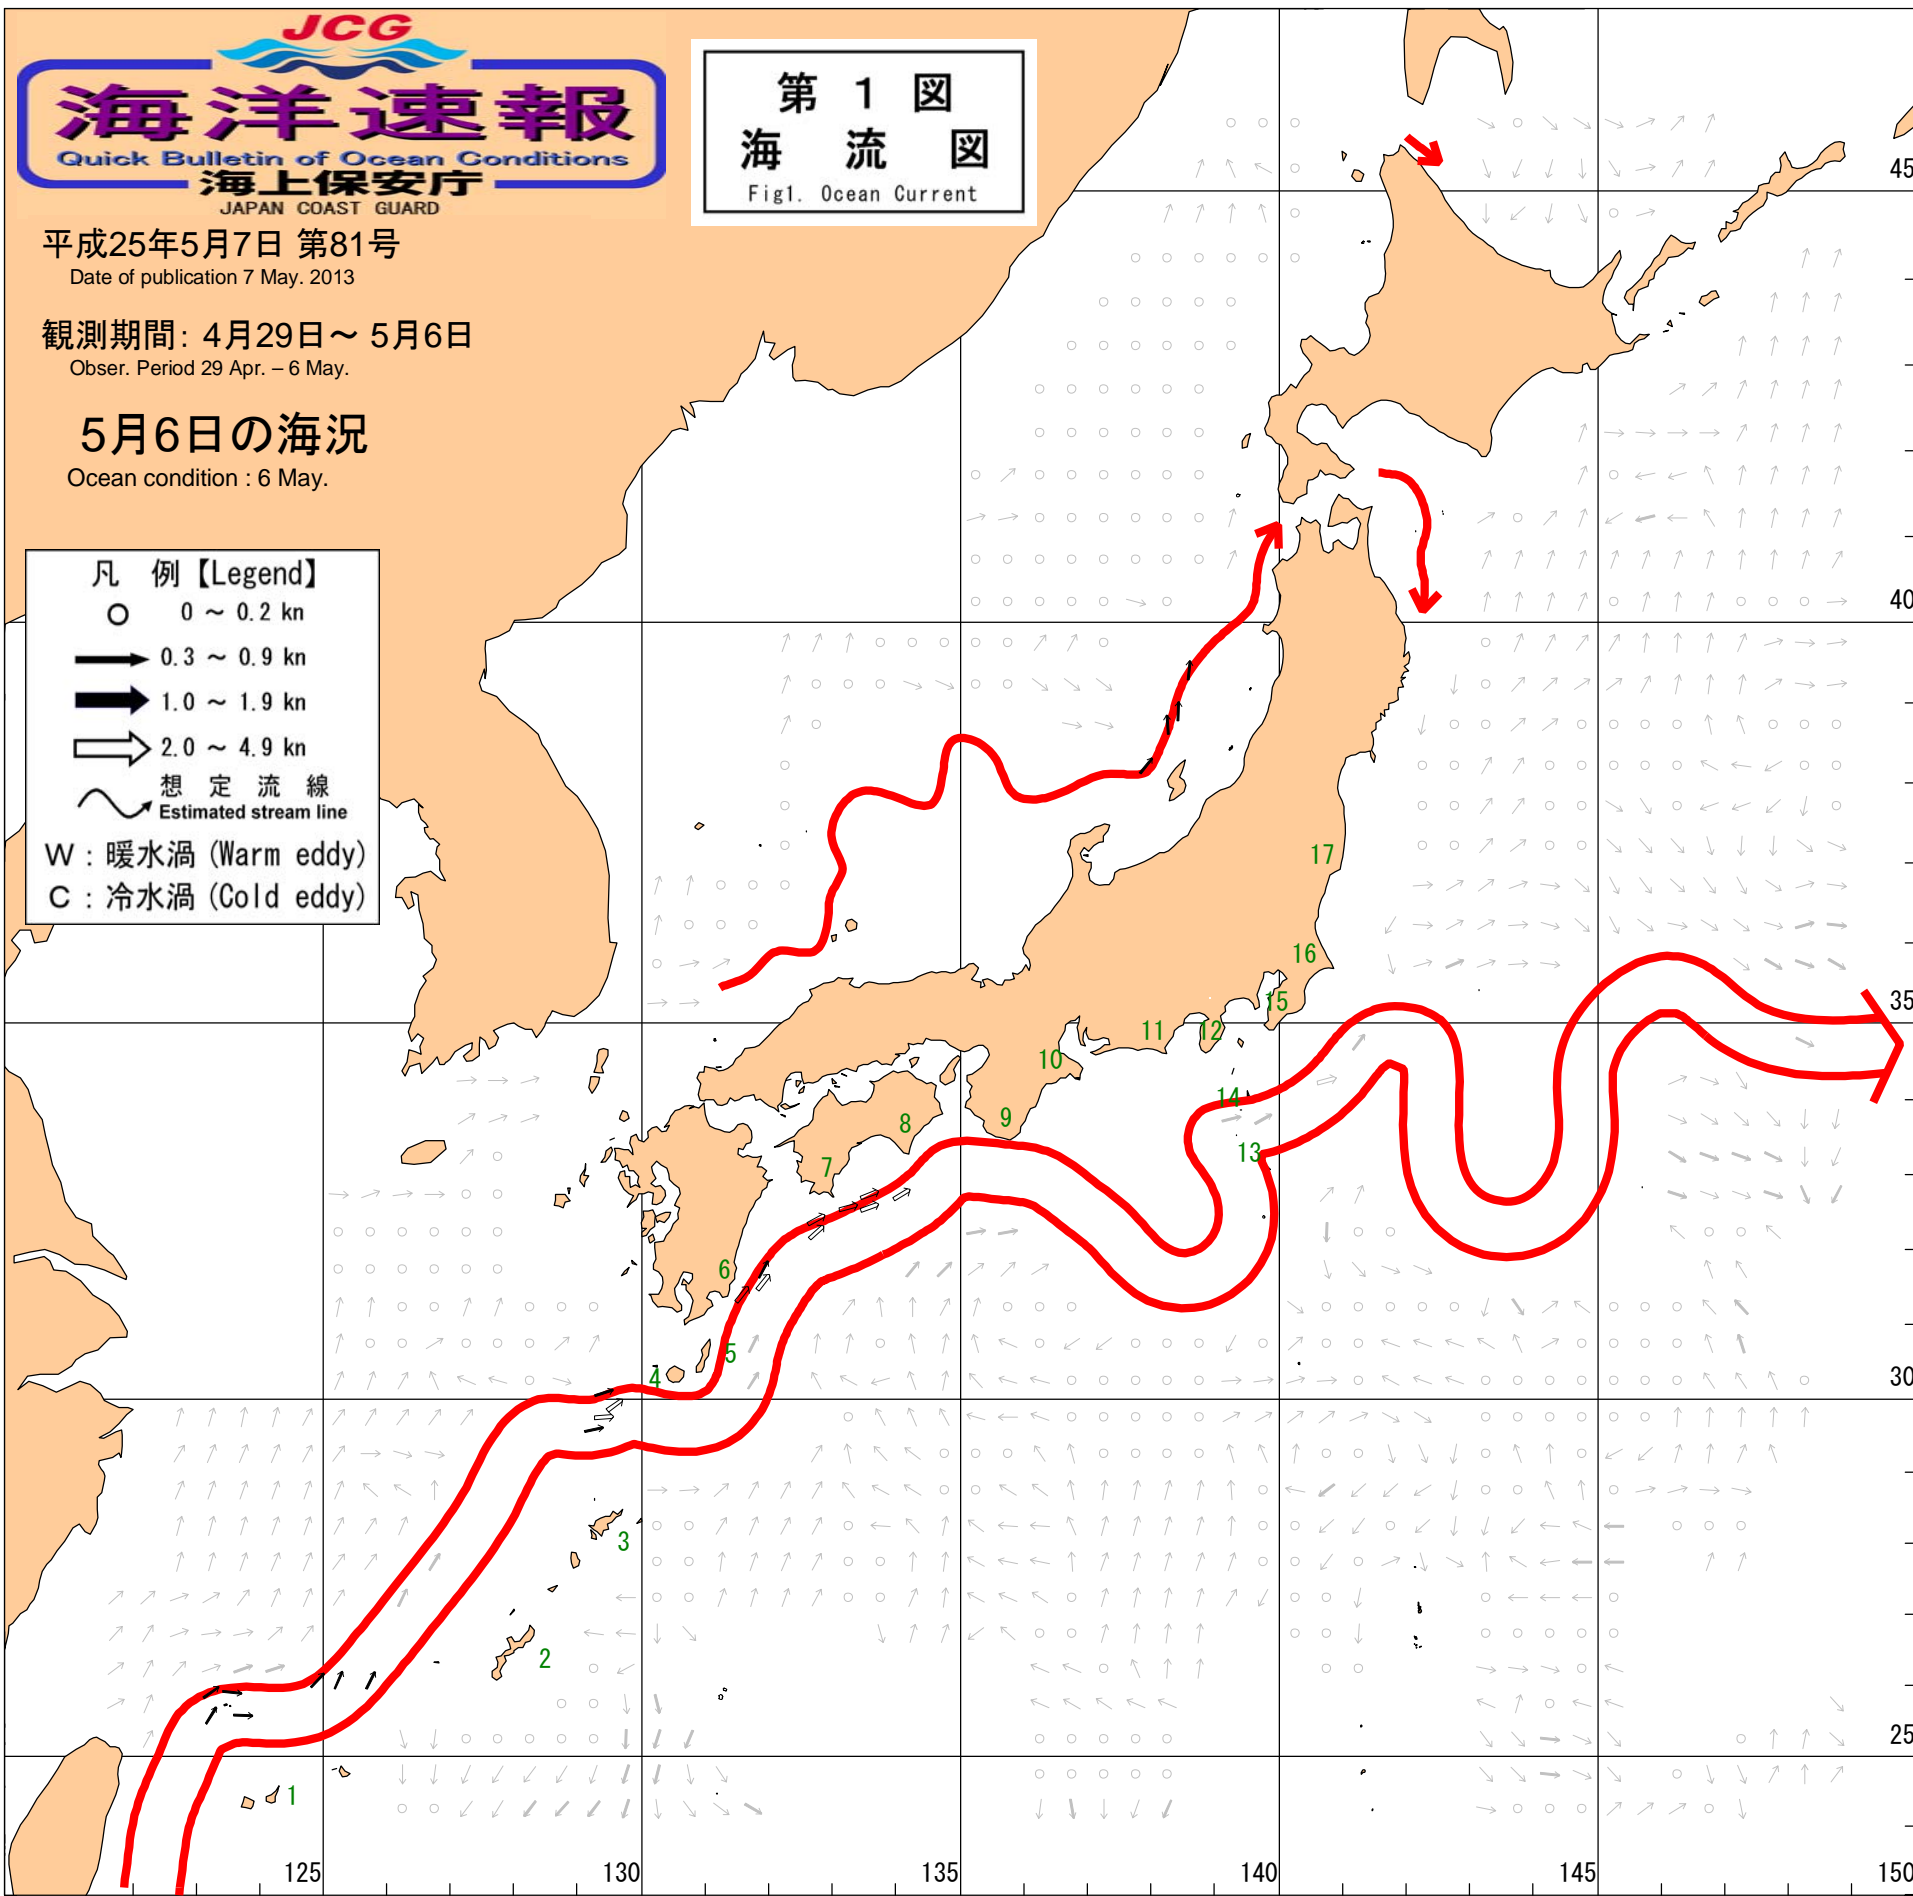 JCG
海洋速報
Quick Bulletin of Ocean Conditions
海上保安庁
JAPAN COAST GUARD
第 1 図
海 流 図
Fig1. Ocean Current
平成25年5月7日 第81号
Date of publication 7 May. 2013
観測期間: 4月29日～ 5月6日
Obser. Period 29 Apr. – 6 May.
5月6日の海況
Ocean condition : 6 May.
凡 例【Legend】
0 ～ 0.2 kn
0.3 ～ 0.9 kn
1.0 ～ 1.9 kn
2.0 ～ 4.9 kn
想 定 流 線
Estimated stream line
W : 暖水渦 (Warm eddy)
C : 冷水渦 (Cold eddy)
45
40
17
16
35
15
12
11
10
14
9
8
13
7
6
5
4
30
3
2
25
1
125
130
135
140
145
150